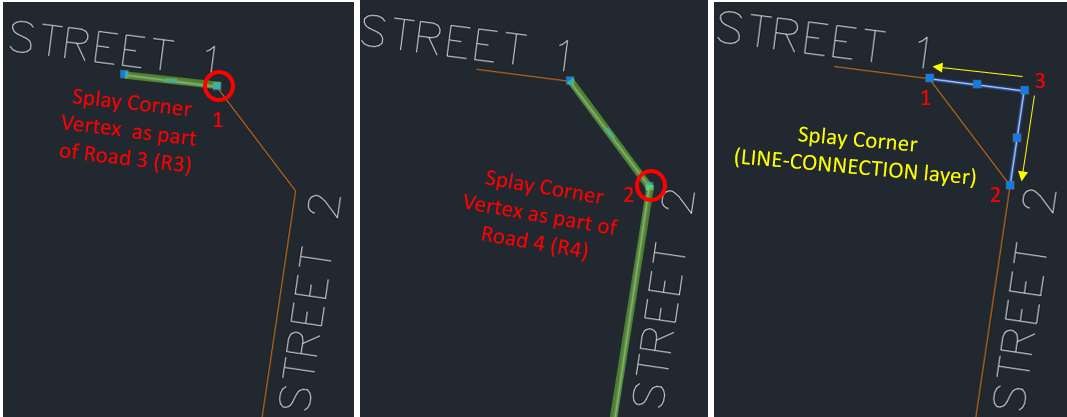 STREET 1
Splay Corner
Vertex as part
of Road 3 (R3)
1
STREET 2
STREET 1
Splay Corner
Vertex as part of
Road 4 (R4)
2
STREET 2
STREET 1
3
1
Splay Corner
(LINE-CONNECTION layer)
2
STREET 2